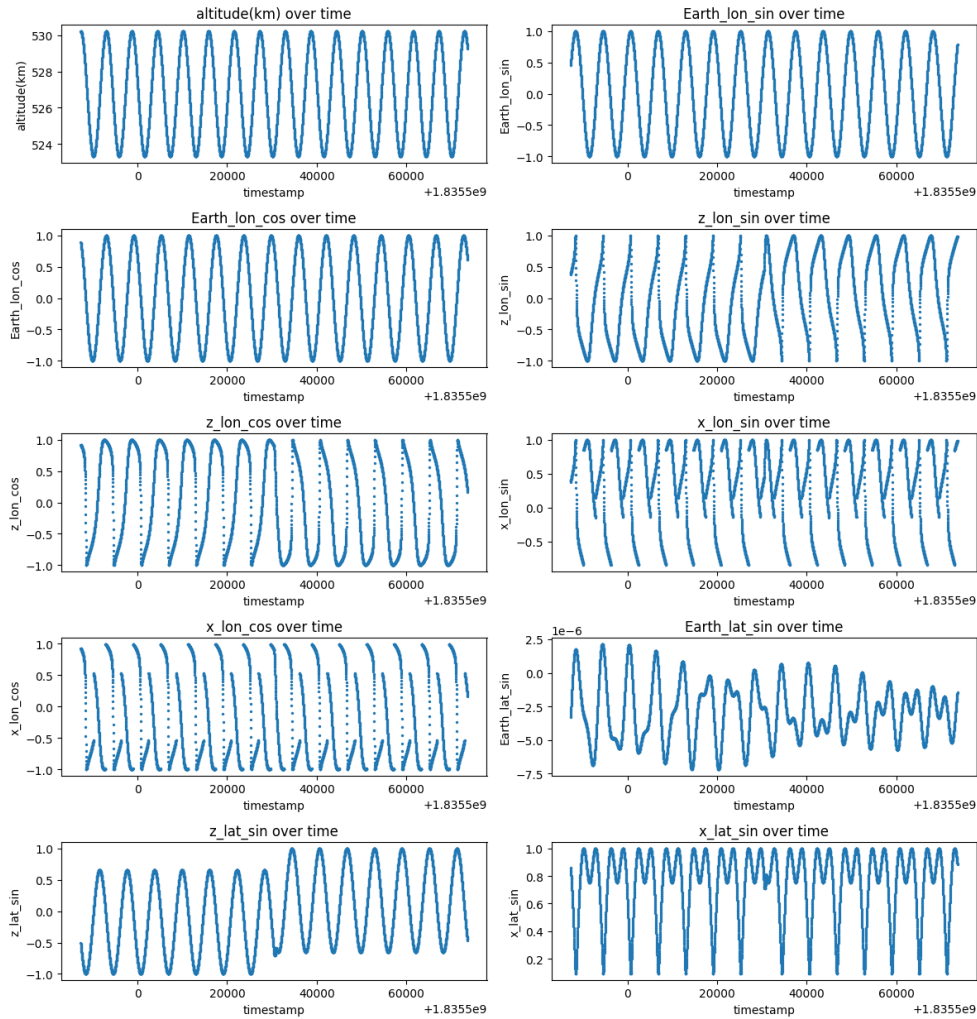 altitude(km) over time
530
528
526
524
altitude(km)
0
20000
40000
60000
timestamp
+1.8355e9
Earth_lon_sin over time
1.0
0.5
0.0
−0.5
−1.0
Earth_lon_sin
0
20000
40000
60000
timestamp
+1.8355e9
Earth_lon_cos over time
1.0
0.5
0.0
−0.5
−1.0
Earth_lon_cos
0
20000
40000
60000
timestamp
+1.8355e9
z_lon_sin over time
1.0
0.5
0.0
−0.5
−1.0
z_lon_sin
0
20000
40000
60000
timestamp
+1.8355e9
z_lon_cos over time
1.0
0.5
0.0
−0.5
−1.0
z_lon_cos
0
20000
40000
60000
timestamp
+1.8355e9
x_lon_sin over time
1.0
0.5
0.0
−0.5
x_lon_sin
0
20000
40000
60000
timestamp
+1.8355e9
x_lon_cos over time
1.0
0.5
0.0
−0.5
−1.0
x_lon_cos
0
20000
40000
60000
timestamp
+1.8355e9
Earth_lat_sin over time
1e−6
2.5
0.0
−2.5
−5.0
−7.5
Earth_lat_sin
0
20000
40000
60000
timestamp
+1.8355e9
z_lat_sin over time
1.0
0.5
0.0
−0.5
−1.0
z_lat_sin
0
20000
40000
60000
timestamp
+1.8355e9
x_lat_sin over time
1.0
0.8
0.6
0.4
0.2
x_lat_sin
0
20000
40000
60000
timestamp
+1.8355e9